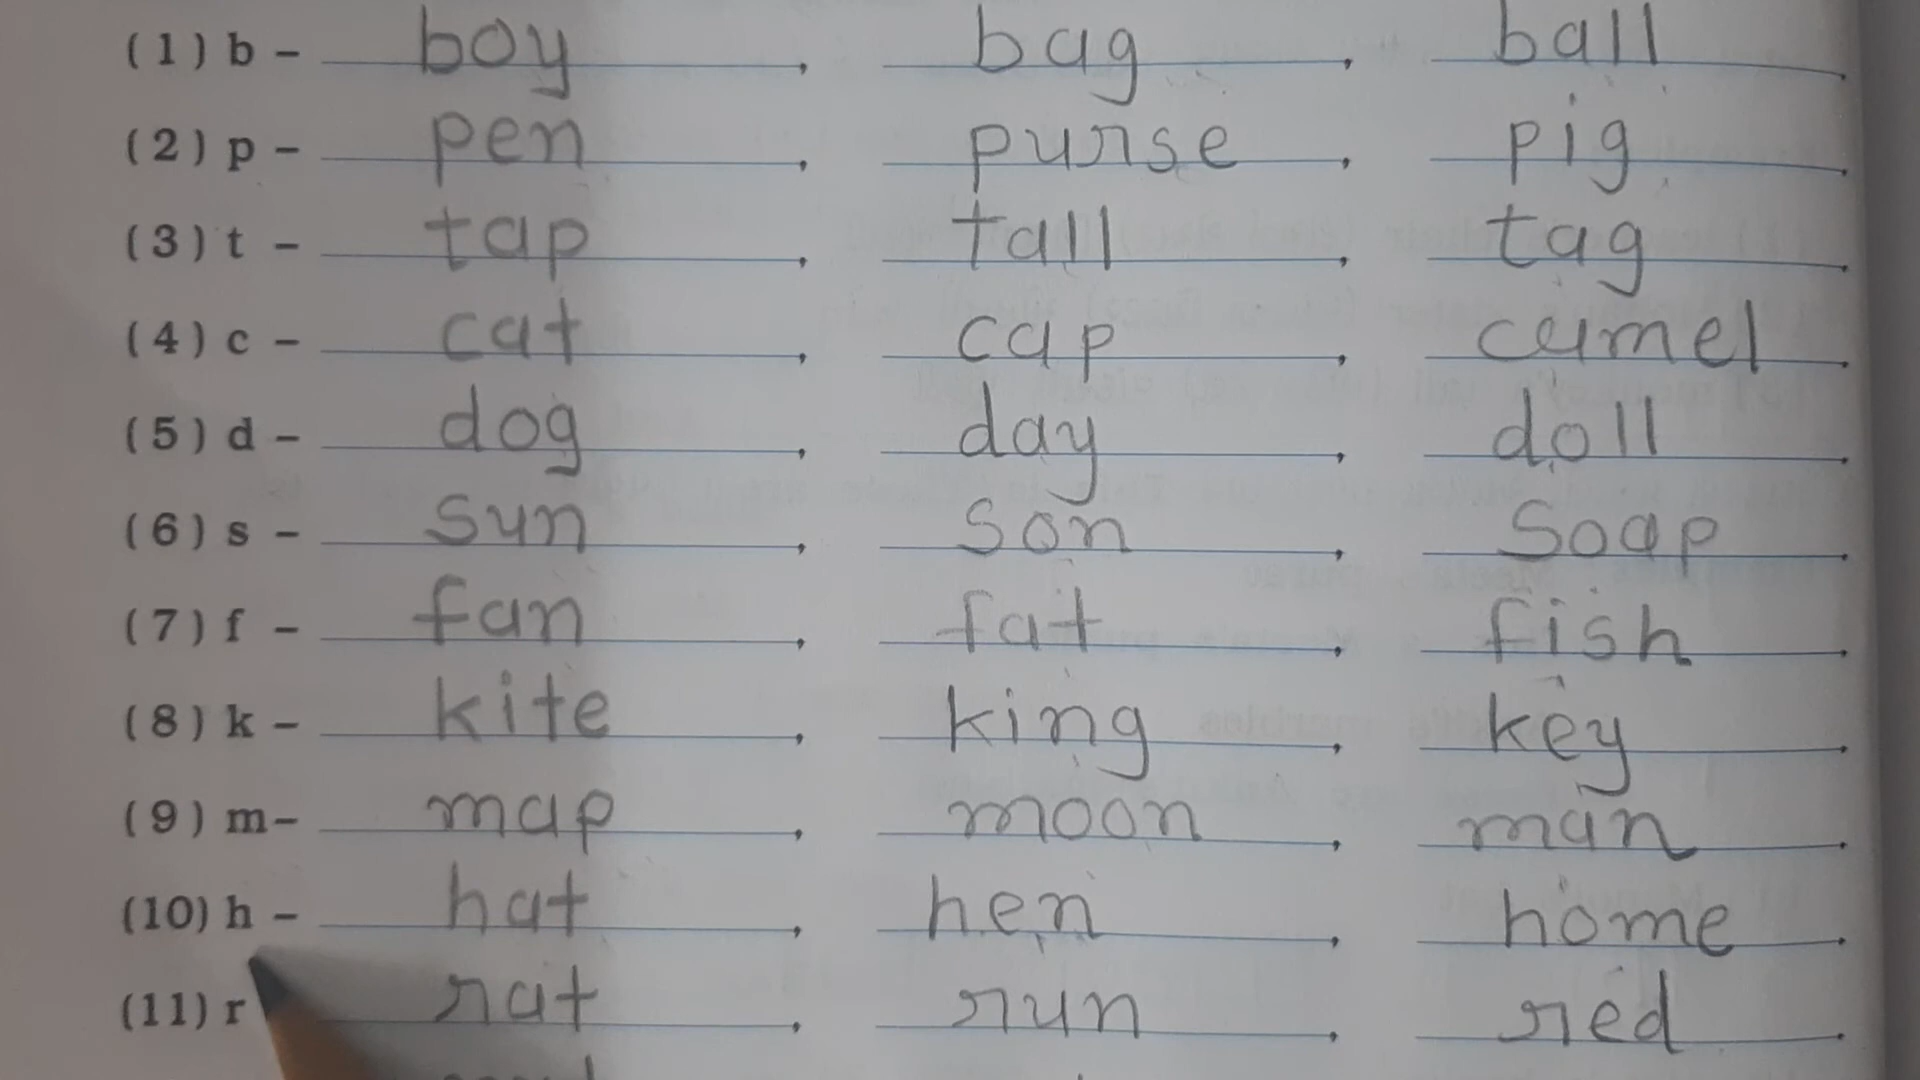 (1) b - boy, bag, ball.
(2) p - pen, purse, pig.
(3) t - tap, tall, tag.
(4) c - cat, cap, camel.
(5) d - dog, day, doll.
(6) s - sun, son, soap.
(7) f - fan, fat, fish.
(8) k - kite, king, key.
(9) m- map, moon, man.
(10) h - hat, hen, home.
(11) r rat, run, red.